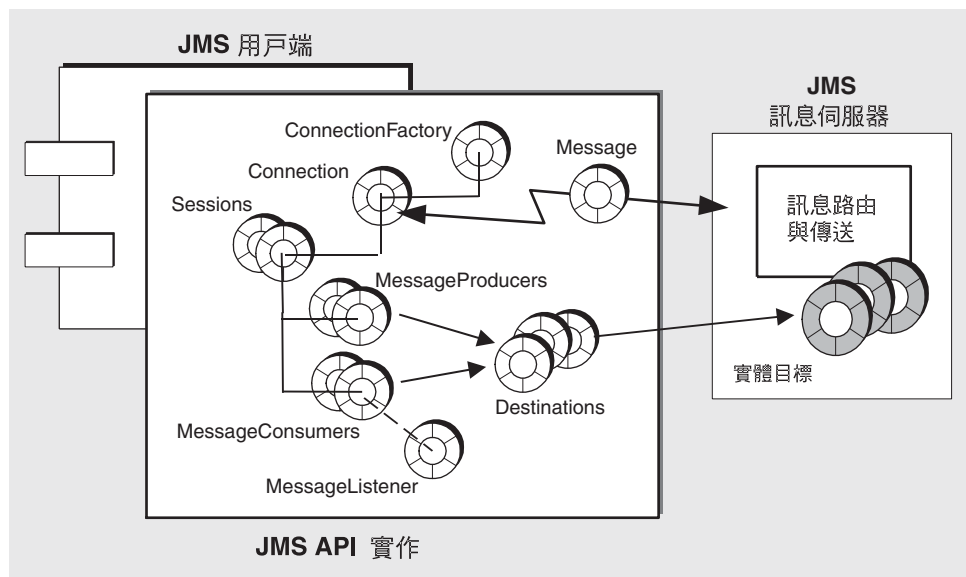 JMS 用戶端
JMS
訊息伺服器
ConnectionFactory
Message
Connection
Sessions
訊息路由
與傳送
MessageProducers
實體目標
Destinations
MessageConsumers
MessageListener
JMS API 實作